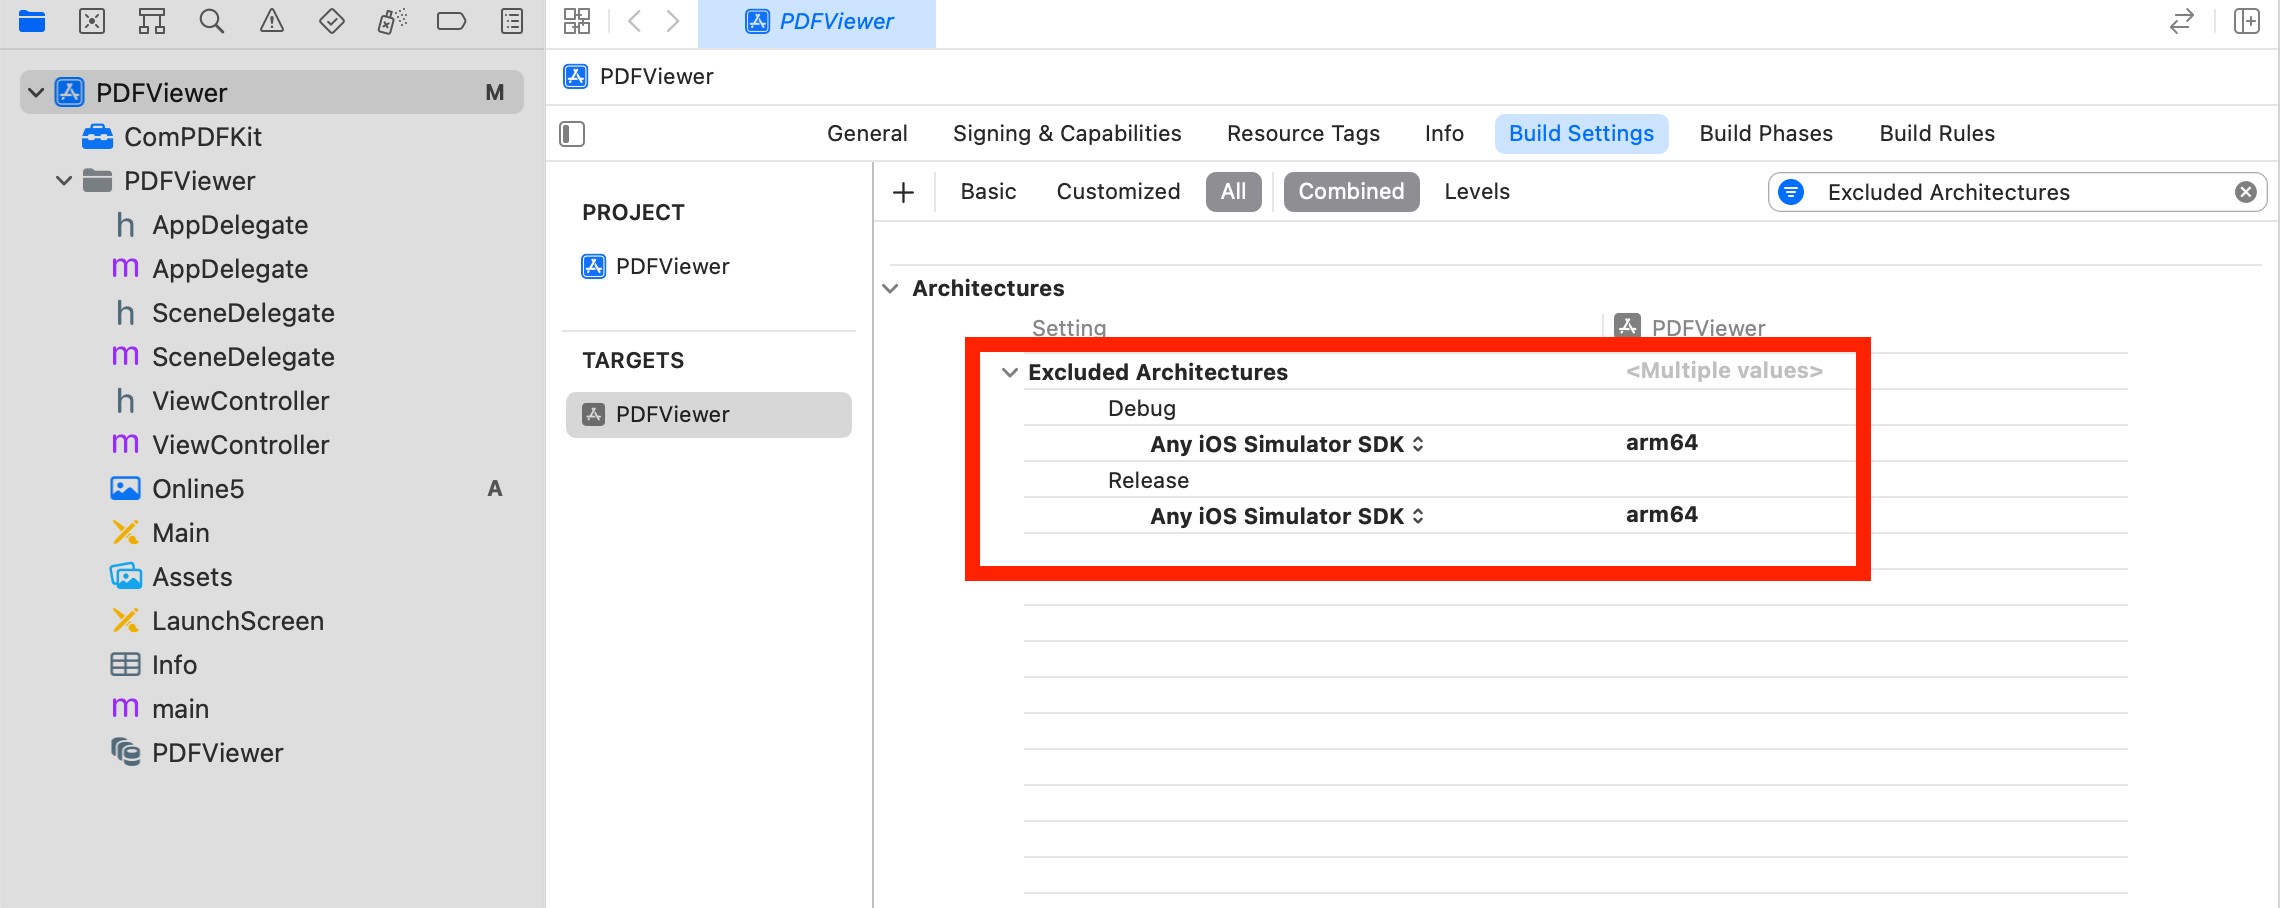 PDFViewer
PDFViewer M
ComPDFKit
PDFViewer
h AppDelegate
m AppDelegate
h SceneDelegate
m SceneDelegate
h ViewController
m ViewController
Online5 A
Main
Assets
LaunchScreen
Info
m main
PDFViewer
PDFViewer
General Signing & Capabilities Resource Tags Info Build Settings Build Phases Build Rules
PROJECT
PDFViewer
TARGETS
PDFViewer
+ Basic Customized All Combined Levels Excluded Architectures
Architectures
Setting PDFViewer
Excluded Architectures <Multiple values>
Debug
Any iOS Simulator SDK arm64
Release
Any iOS Simulator SDK arm64